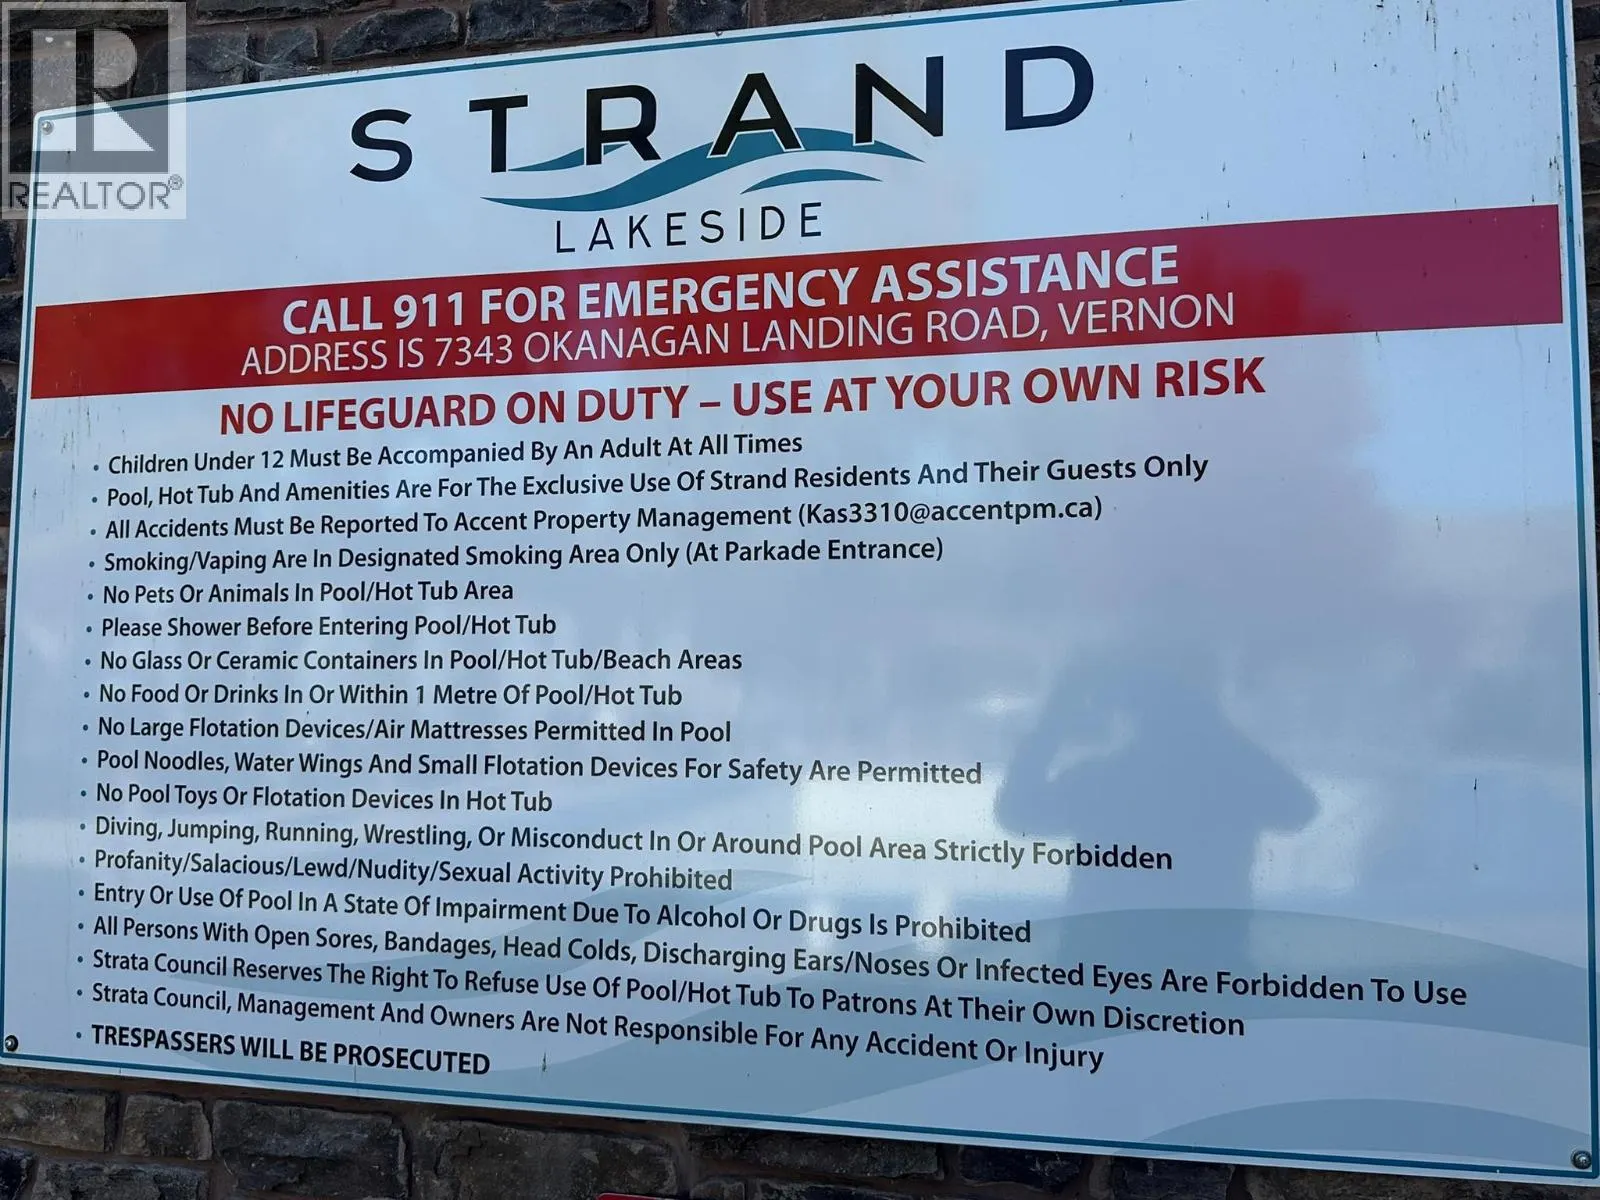 REALTOR®
STRAND
LAKESIDE
CALL 911 FOR EMERGENCY ASSISTANCE
ADDRESS IS 7343 OKANAGAN LANDING ROAD, VERNON
NO LIFEGUARD ON DUTY – USE AT YOUR OWN RISK
• Children Under 12 Must Be Accompanied By An Adult At All Times
• Pool, Hot Tub And Amenities Are For The Exclusive Use Of Strand Residents And Their Guests Only
• All Accidents Must Be Reported To Accent Property Management (Kas3310@accentpm.ca)
• Smoking/Vaping Are In Designated Smoking Area Only (At Parkade Entrance)
• No Pets Or Animals In Pool/Hot Tub Area
• Please Shower Before Entering Pool/Hot Tub
• No Glass Or Ceramic Containers In Pool/Hot Tub/Beach Areas
• No Food Or Drinks In Or Within 1 Metre Of Pool/Hot Tub
• No Large Flotation Devices/Air Mattresses Permitted In Pool
• Pool Noodles, Water Wings And Small Flotation Devices For Safety Are Permitted
• No Pool Toys Or Flotation Devices In Hot Tub
• Diving, Jumping, Running, Wrestling, Or Misconduct In Or Around Pool Area Strictly Forbidden
• Profanity/Salacious/Lewd/Nudity/Sexual Activity Prohibited
• Entry Or Use Of Pool In A State Of Impairment Due To Alcohol Or Drugs Is Prohibited
• All Persons With Open Sores, Bandages, Head Colds, Discharging Ears/Noses Or Infected Eyes Are Forbidden To Use
• Strata Council Reserves The Right To Refuse Use Of Pool/Hot Tub To Patrons At Their Own Discretion
• Strata Council, Management And Owners Are Not Responsible For Any Accident Or Injury
• TRESPASSERS WILL BE PROSECUTED